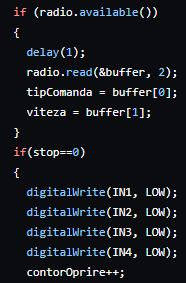 if (radio.available())
{
delay(1);
radio.read(&buffer, 2);
tipComanda = buffer[0];
viteza = buffer[1];
}
if(stop==0)
{
digitalWrite(IN1, LOW);
digitalWrite(IN2, LOW);
digitalWrite(IN3, LOW);
digitalWrite(IN4, LOW);
contorOprire++;